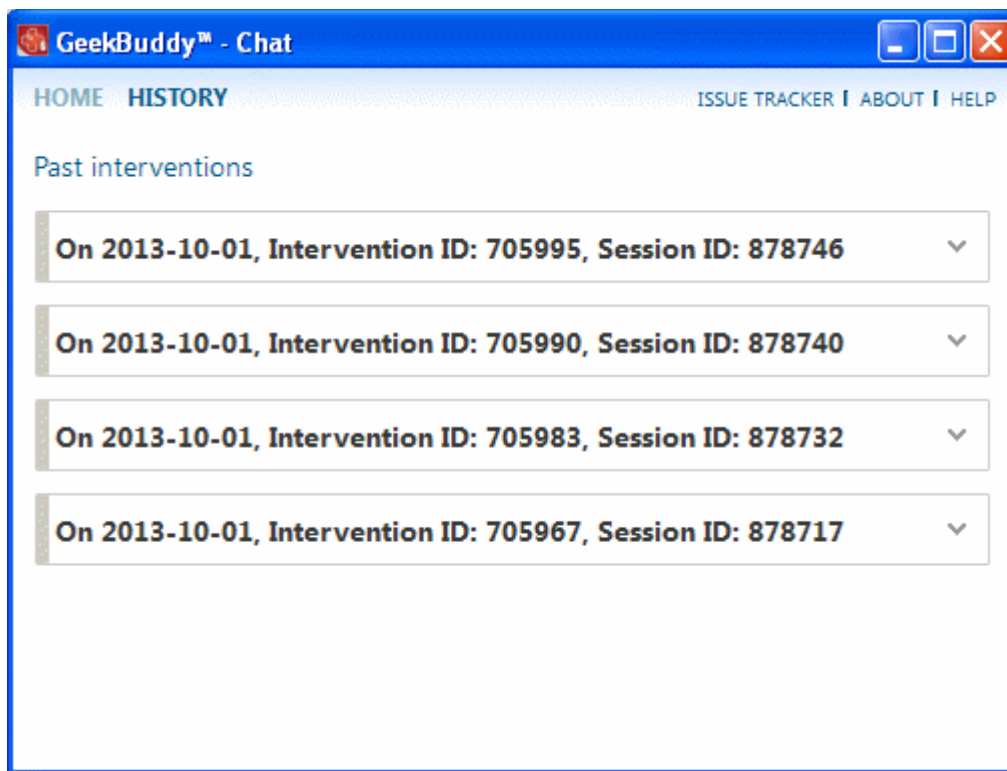 GeekBuddy™ - Chat
HOME HISTORY ISSUE TRACKER | ABOUT | HELP
Past interventions
On 2013-10-01, Intervention ID: 705995, Session ID: 878746
On 2013-10-01, Intervention ID: 705990, Session ID: 878740
On 2013-10-01, Intervention ID: 705983, Session ID: 878732
On 2013-10-01, Intervention ID: 705967, Session ID: 878717